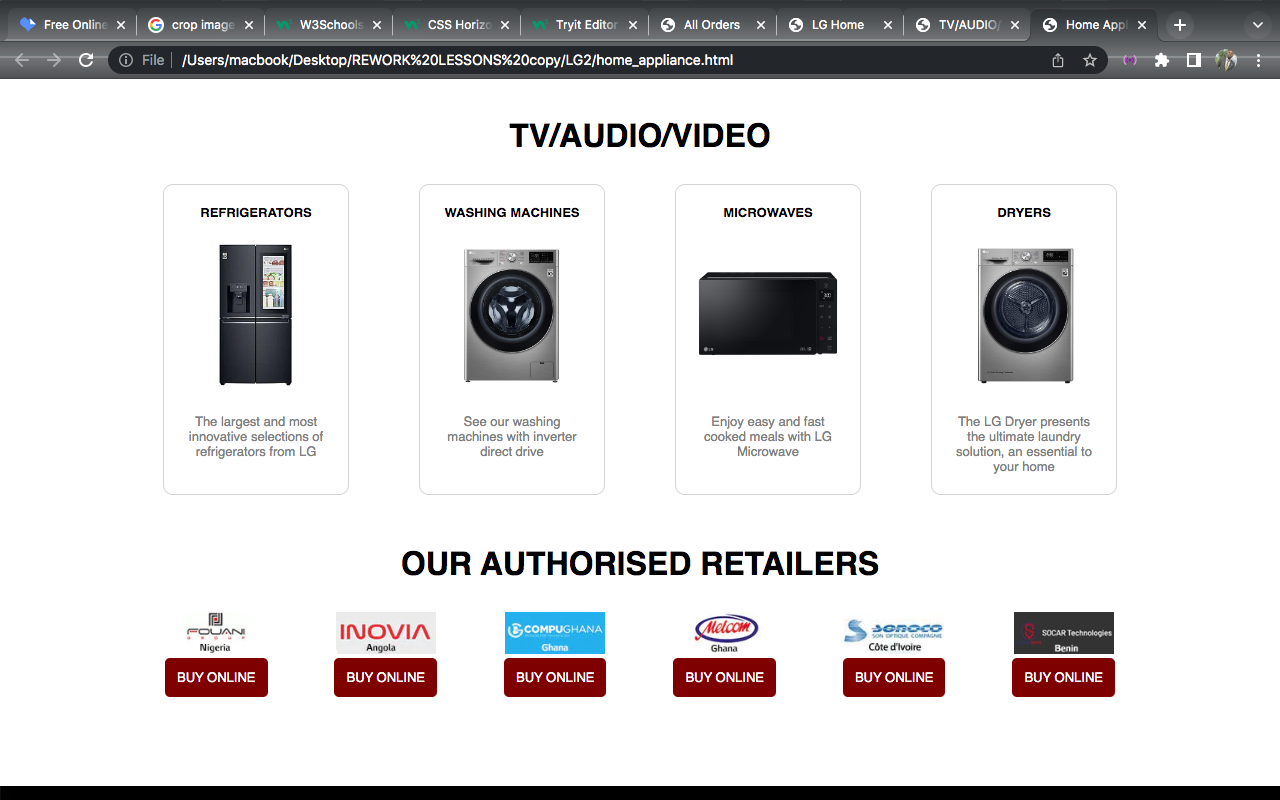 Free Online
crop image
W3Schools
CSS Horizo
Tryit Editor
All Orders
LG Home
TV/AUDIO/
Home Appl
File
/Users/macbook/Desktop/REWORK%20LESSONS%20copy/LG2/home_appliance.html
TV/AUDIO/VIDEO
REFRIGERATORS
The largest and most
innovative selections of
refrigerators from LG
WASHING MACHINES
See our washing
machines with inverter
direct drive
MICROWAVES
LG
Enjoy easy and fast
cooked meals with LG
Microwave
DRYERS
The LG Dryer presents
the ultimate laundry
solution, an essential to
your home
OUR AUTHORISED RETAILERS
FOUANI
GROUP
Nigeria
BUY ONLINE
INOVIA
Angola
BUY ONLINE
COMPUGHANA
Ghana
BUY ONLINE
Melcom
Ghana
BUY ONLINE
SOROCO
SON OPTIQUE COMPAGNIE
Côte d'Ivoire
BUY ONLINE
SOCAR Technologies
Benin
BUY ONLINE